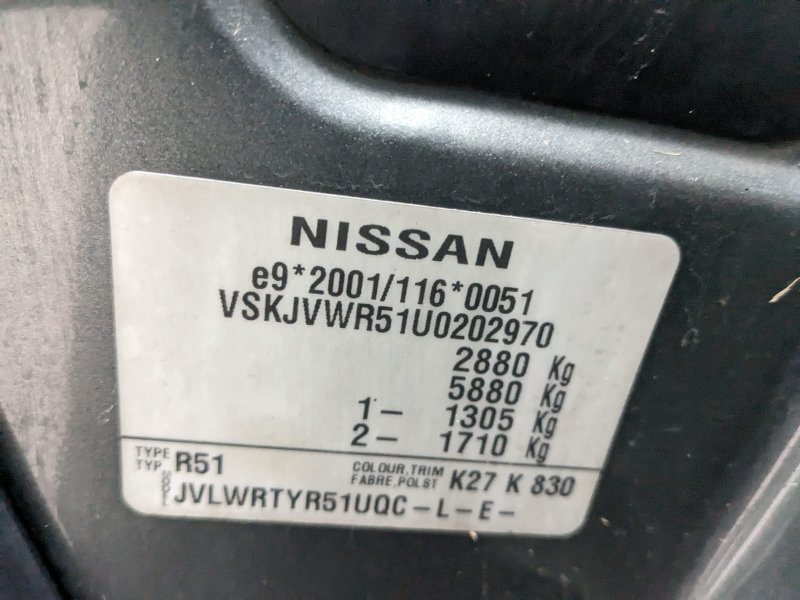 NISSAN
e9*2001/116*0051
VSKJVWR51U0202970
2880 Kg
5880 Kg
1- 1305 Kg
2- 1710 Kg
TYPE
TYP R51
COLOUR,TRIM
FABRE,POLST K27 K 830
JVLWRTYR51UQC-L-E-